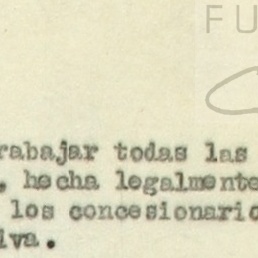 FU
rabajar todas las
, hecha legalmente
los concesionario
iva.